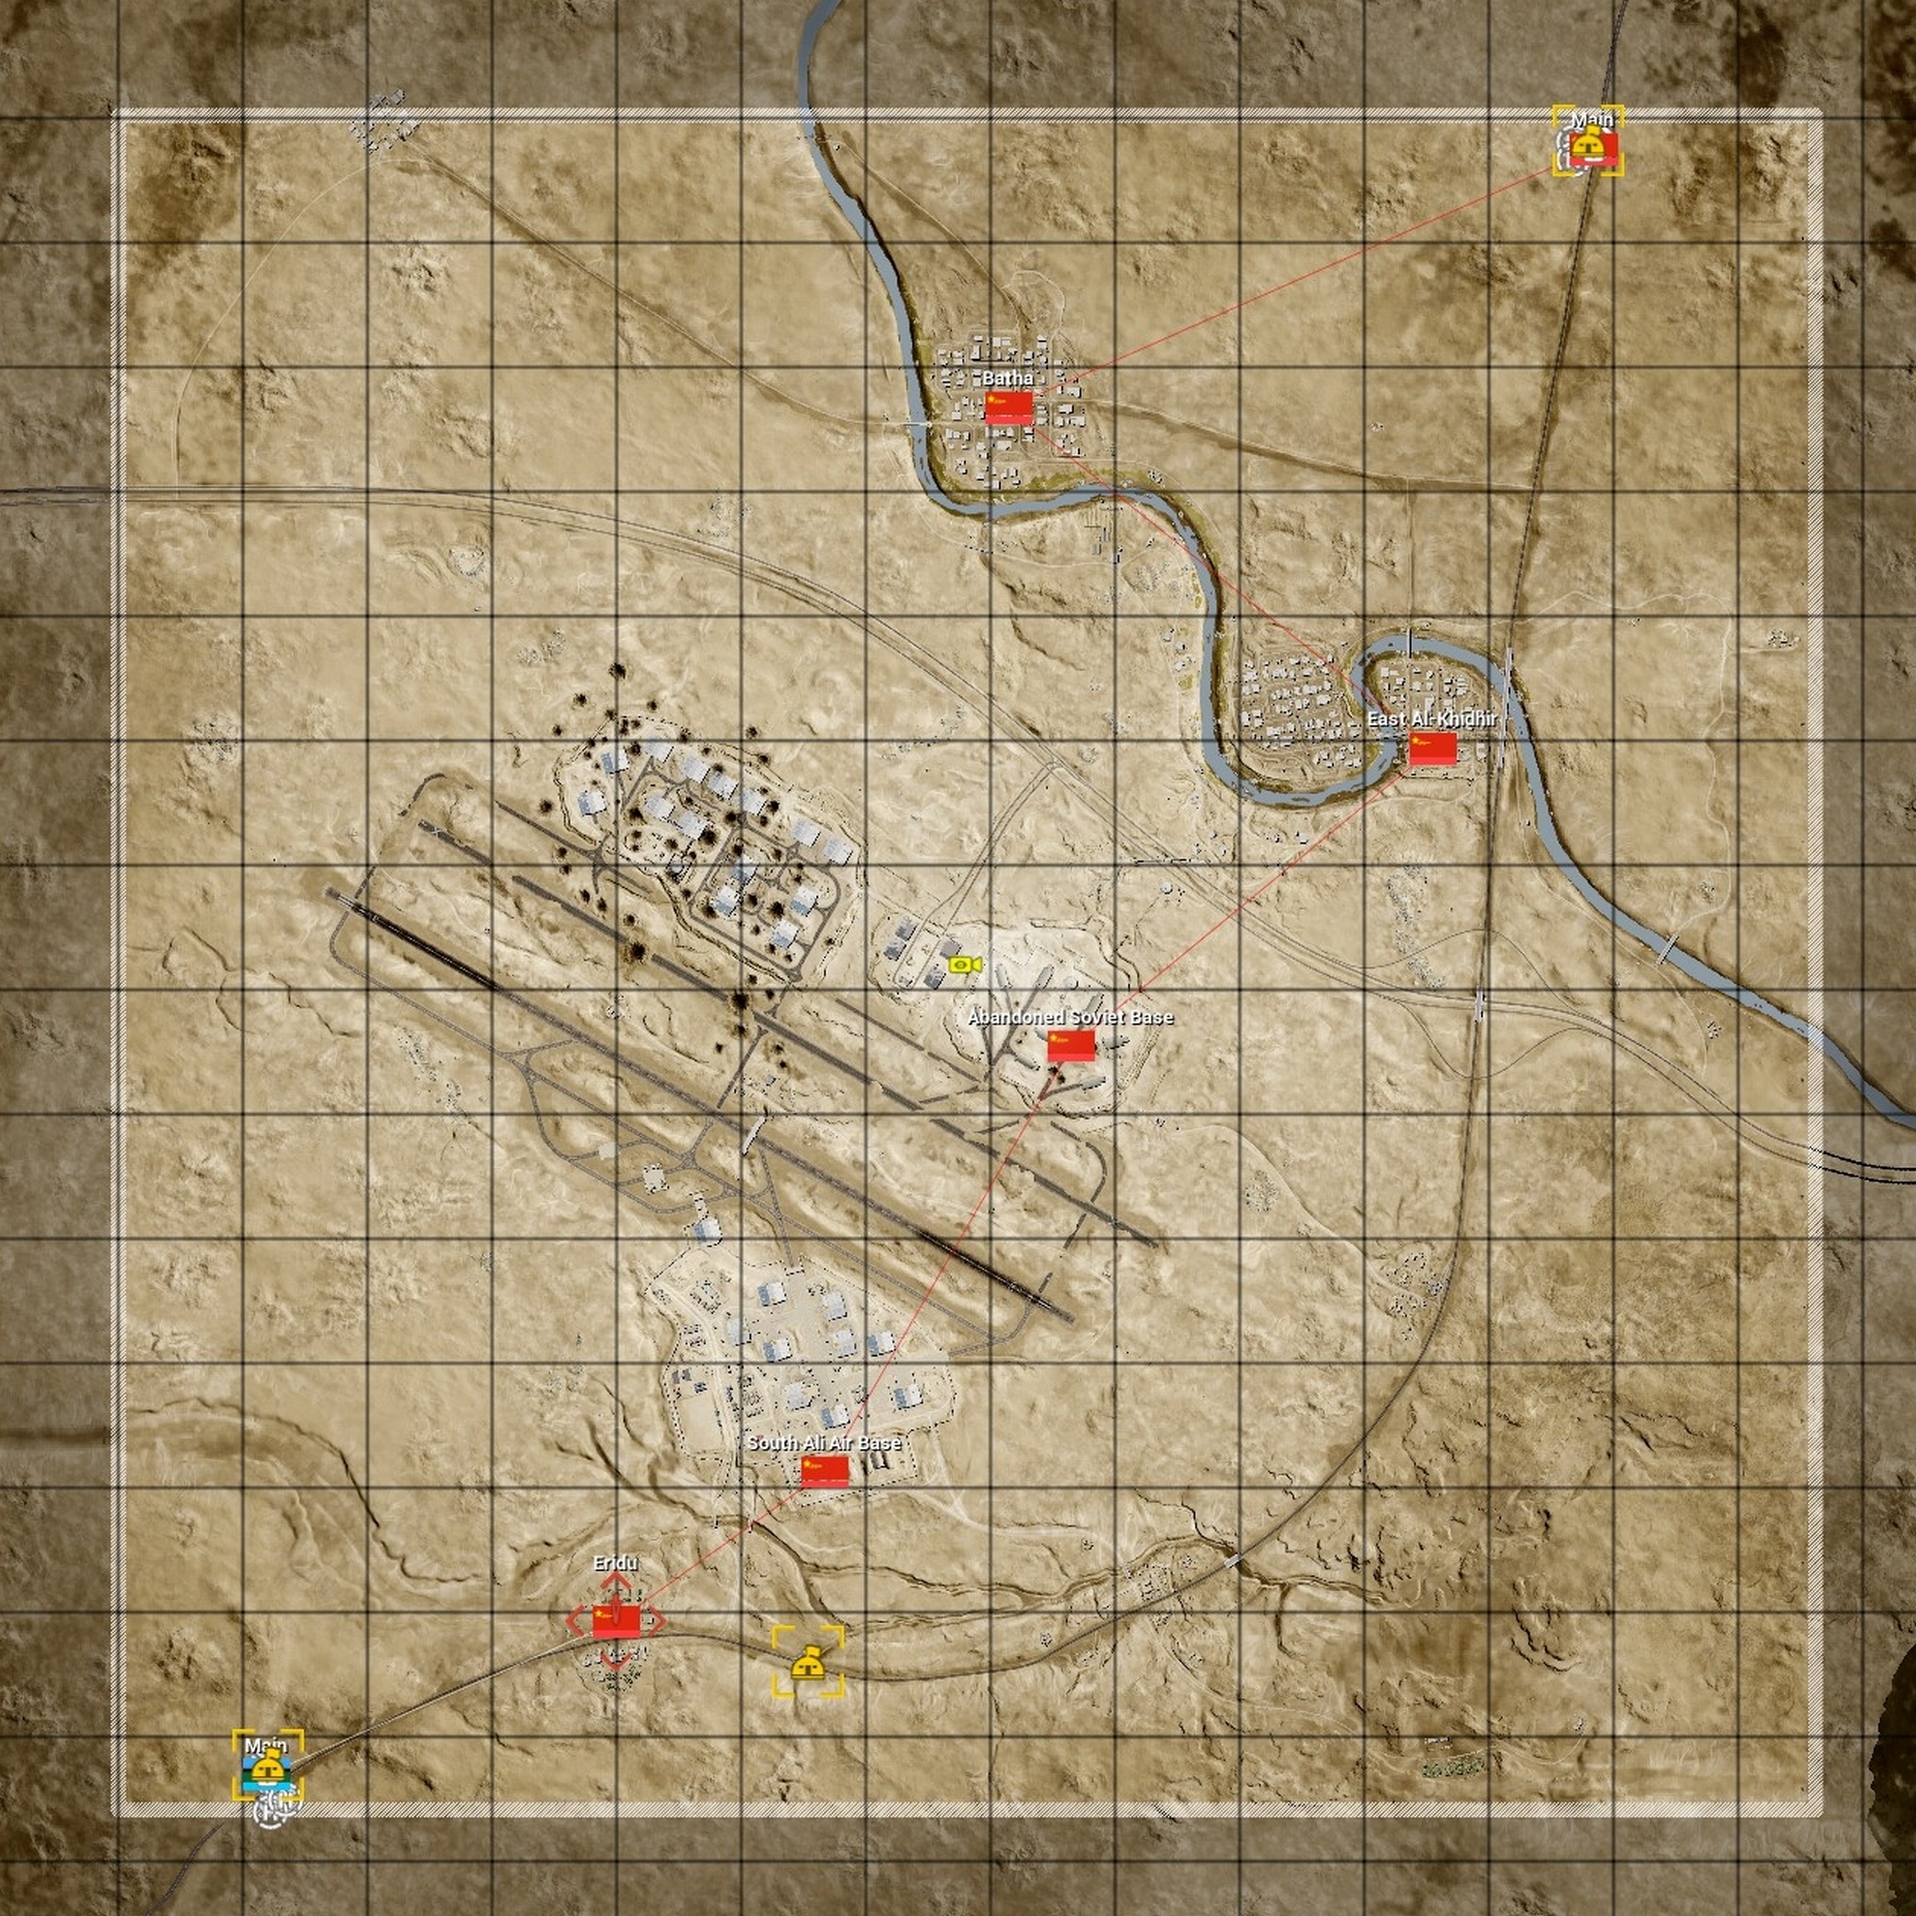 Main
Batha
East Al-Khidhir
Abandoned Soviet Base
South Ali Air Base
Eridu
Main